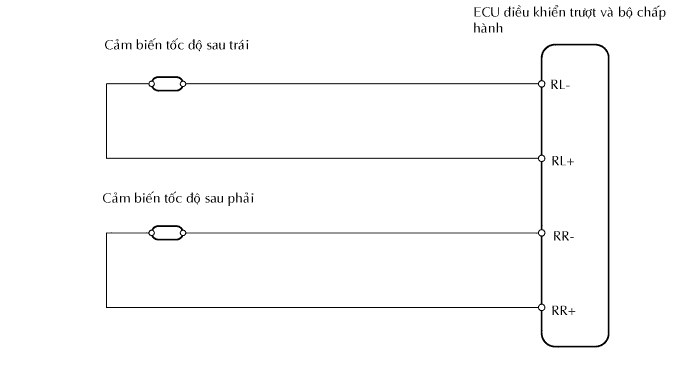 ECU điều khiển trượt và bộ chấp
hành
Cảm biến tốc độ sau trái
RL-
RL+
Cảm biến tốc độ sau phải
RR-
RR+